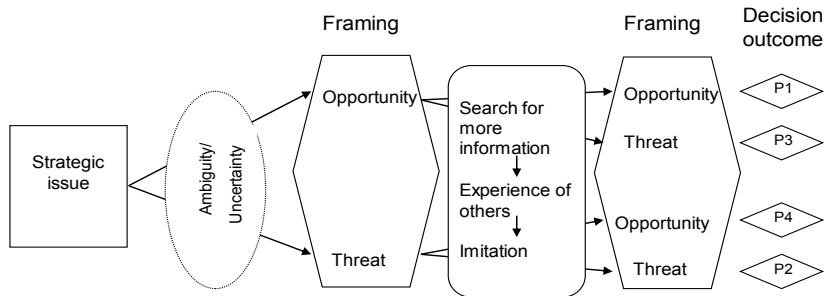 Framing
Framing
Decision
outcome
Strategic
issue
Ambiguity/
Uncertainty
Opportunity
Threat
Search for
more
information
Experience of
others
Imitation
Opportunity
Threat
Opportunity
Threat
P1
P3
P4
P2